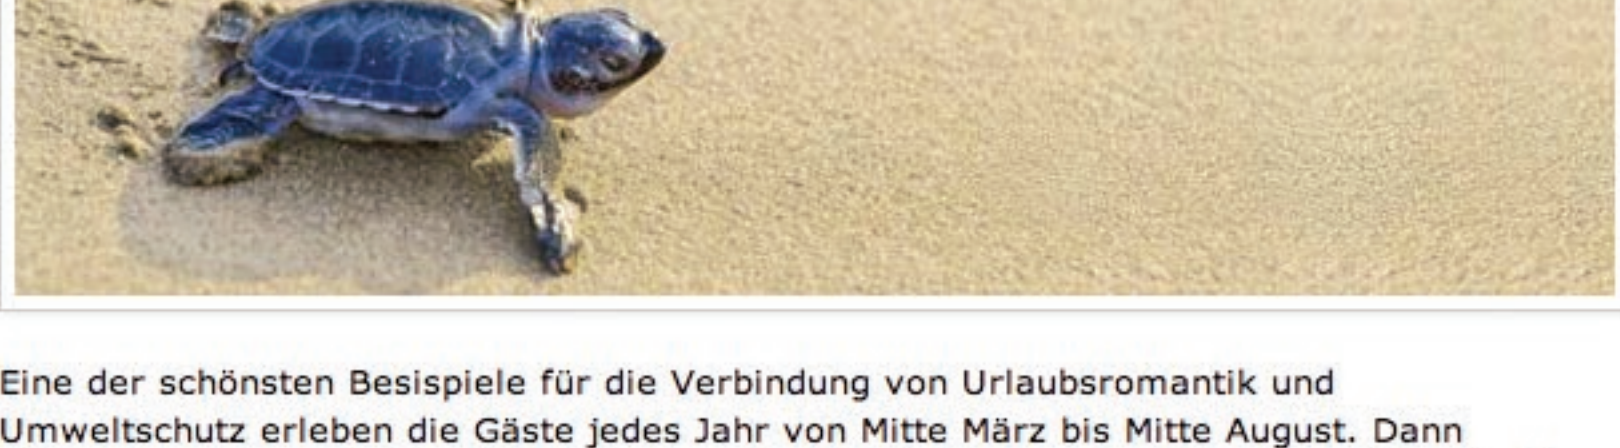 Eine der schönsten Besispiele für die Verbindung von Urlaubsromantik und
Umweltschutz erleben die Gäste jedes Jahr von Mitte März bis Mitte August. Dann